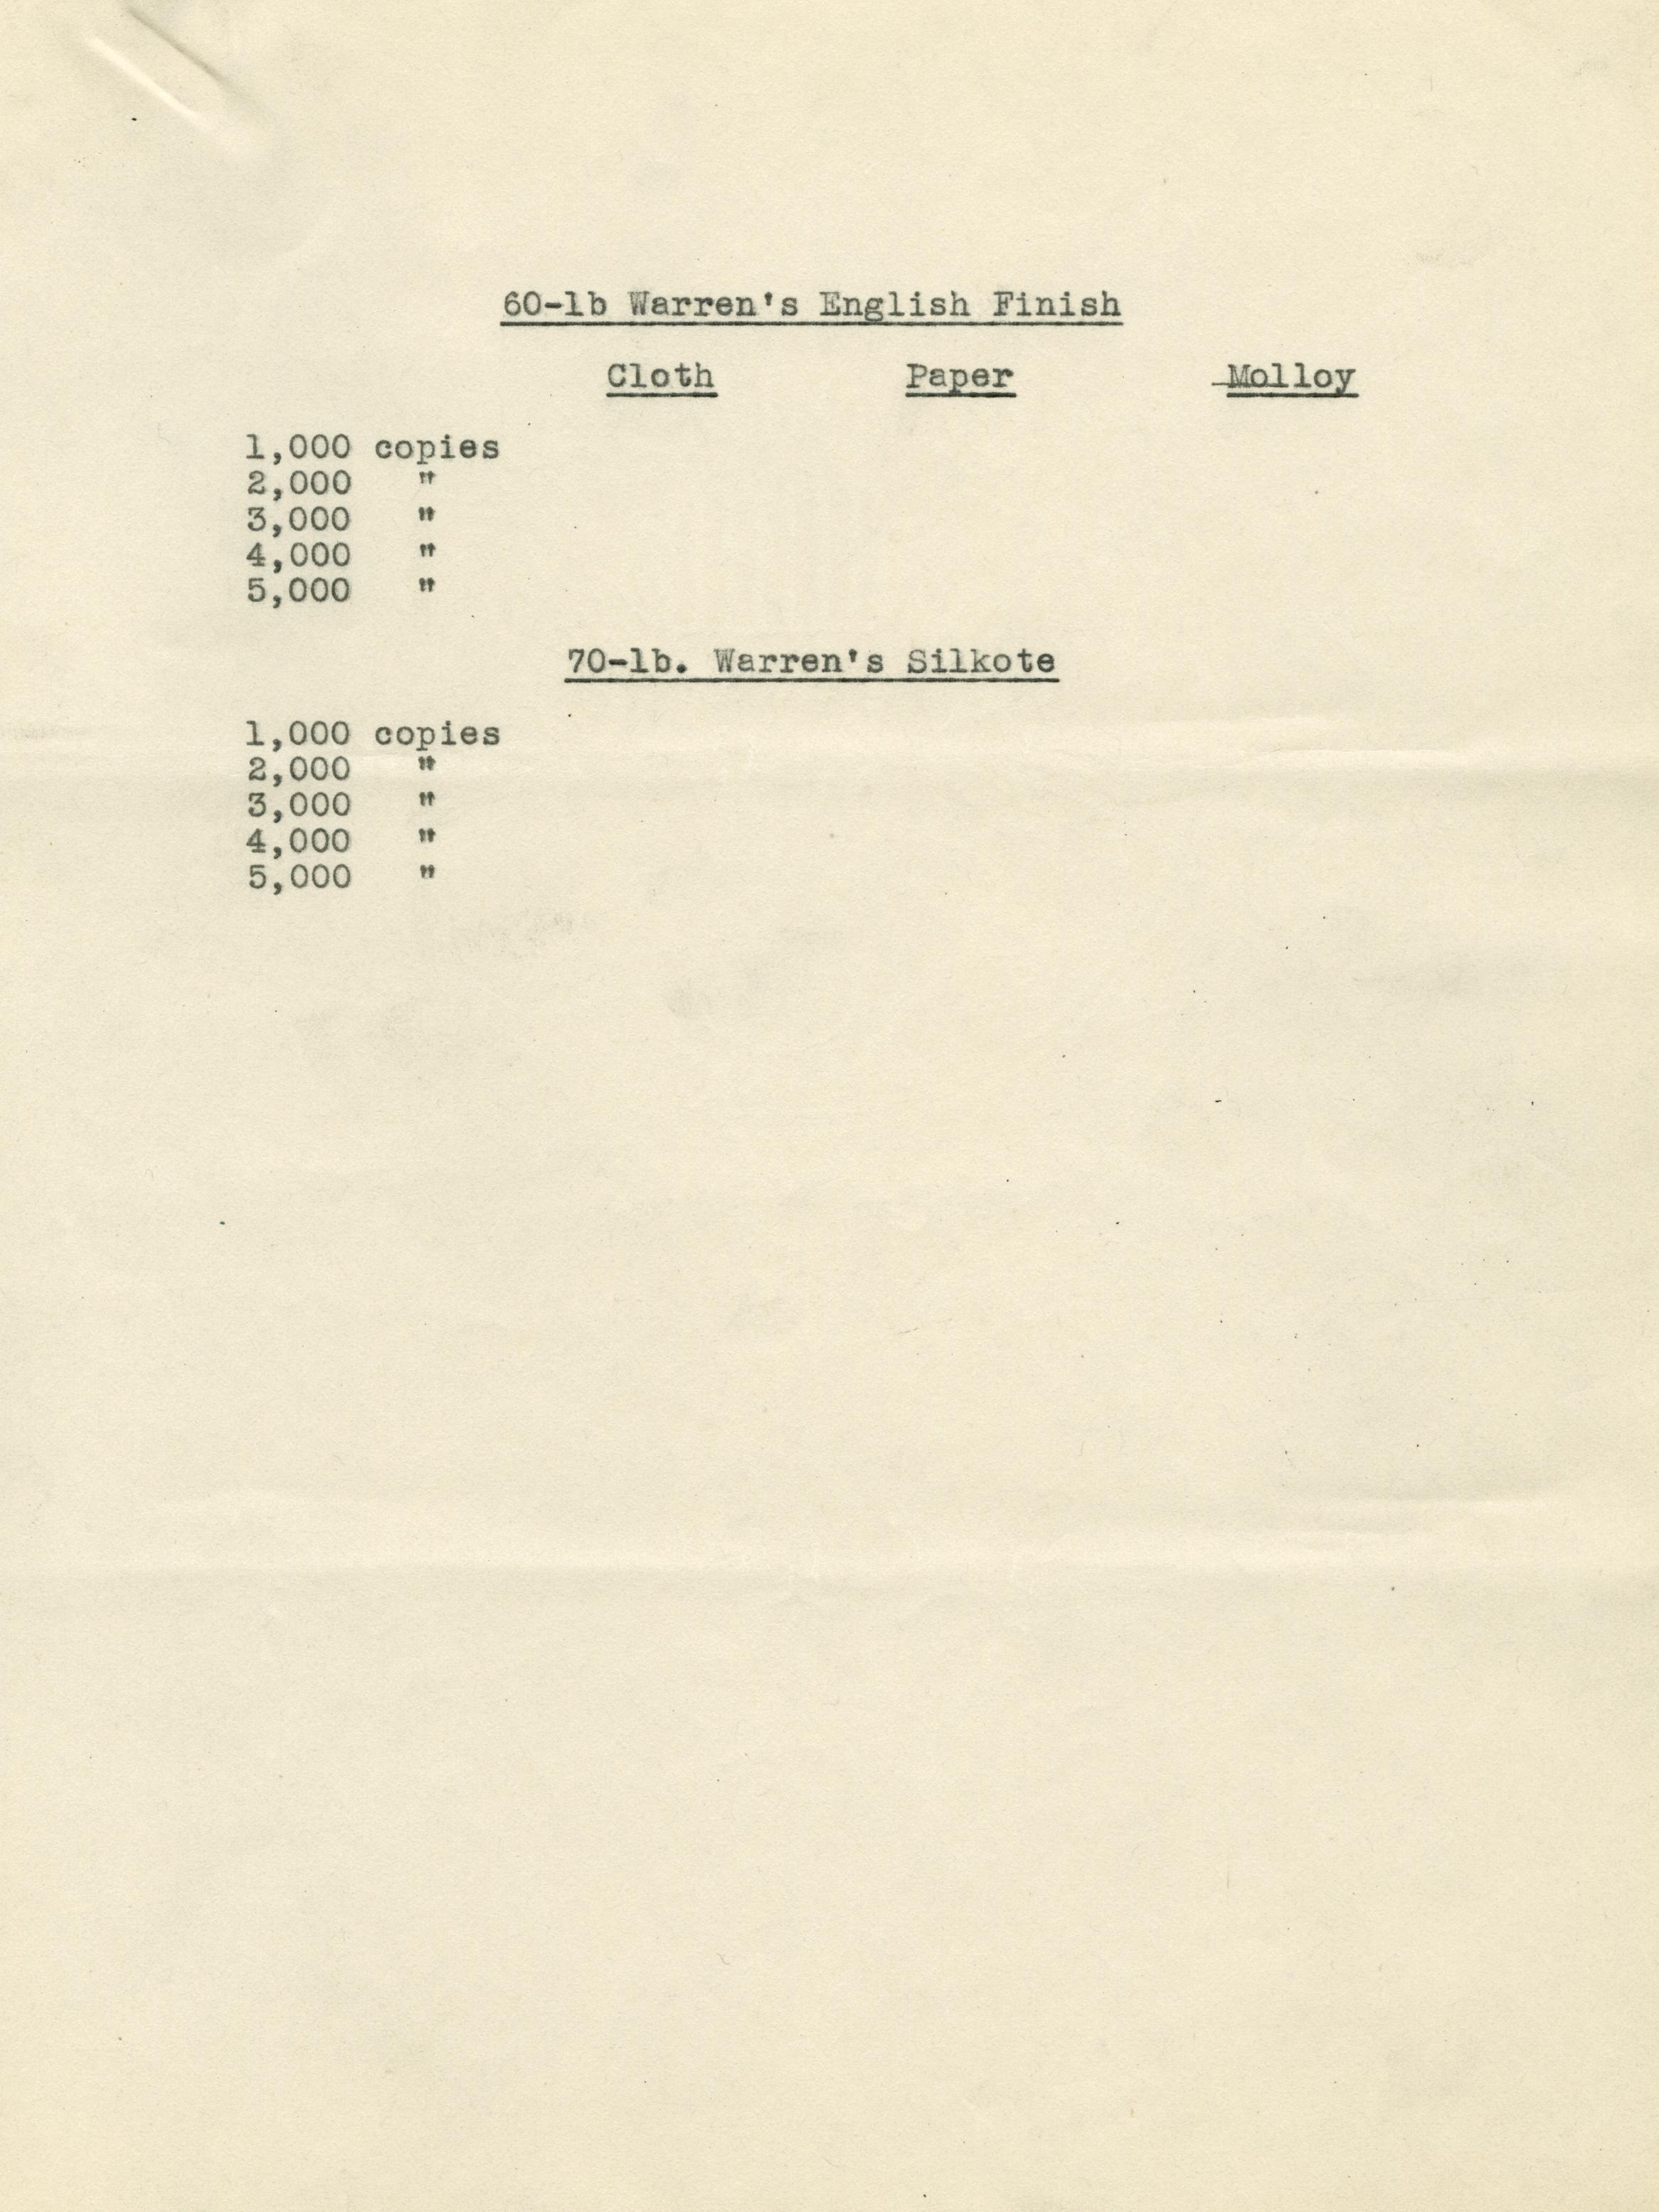 60-lb Warren's English Finish
Cloth Paper Molloy
1,000 copies
2,000 "
3,000 "
4,000 "
5,000 "
70-lb. Warren's Silkote
1,000 copies
2,000 "
3,000 "
4,000 "
5,000 "